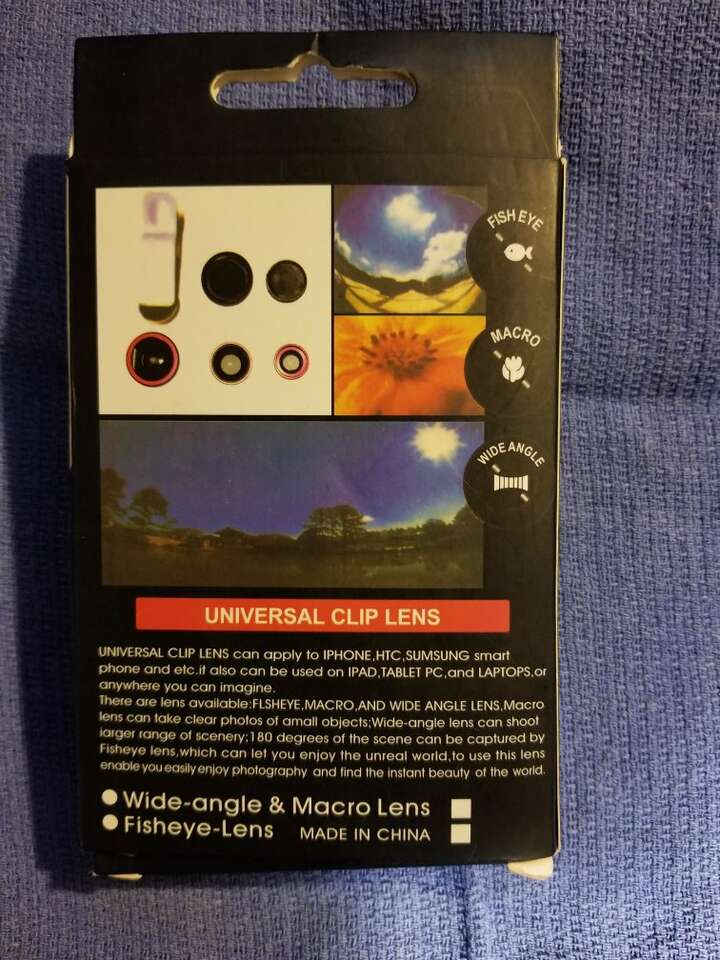 FISH EYE
MACRO
WIDE ANGLE
UNIVERSAL CLIP LENS
UNIVERSAL CLIP LENS can apply to IPHONE,HTC,SUMSUNG smart
phone and etc.it also can be used on IPAD,TABLET PC,and LAPTOPS,or
anywhere you can imagine.
There are lens available:FLSHEYE,MACRO,AND WIDE ANGLE LENS,Macro
lens can take clear photos of amall objects;Wide-angle lens can shoot
iarger range of scenery;180 degrees of the scene can be captured by
Fisheye lens,which can let you enjoy the unreal world,to use this lens
enable you easily enjoy photography and find the instant beauty of the world.
Wide-angle & Macro Lens
Fisheye-Lens MADE IN CHINA